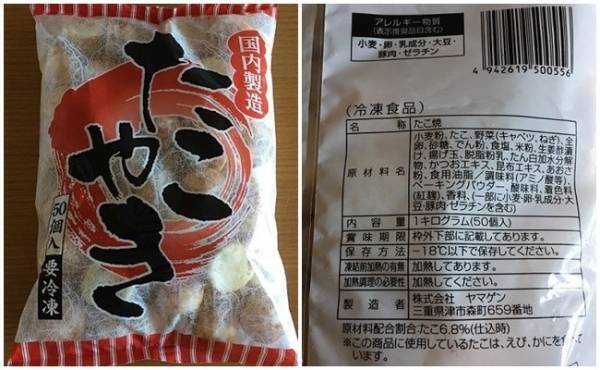 国内製造
たこやき
50個入
要冷凍
アレルギー物質
(表示推奨品目含む)
小麦・卵・乳成分・大豆・
豚肉・ゼラチン
4 942619 500556
(冷凍食品)
名称 たこ焼
原材料名 小麦粉、たこ、野菜(キャベツ、ねぎ)、全
卵、砂糖、でん粉、食塩、米粉、生姜酢漬
け、揚げ玉、脱脂粉乳、たん白加水分解
物、かつおエキス、昆布エキス、あおさ
粉、食用油脂／調味料(アミノ酸等)、
ベーキングパウダー、酸味料、着色料
(紅麹)、香料、(一部に小麦・卵・乳成分・大
豆・豚肉・ゼラチンを含む)
内容量 1キログラム(50個入)
賞味期限 枠外下部に記載してあります。
保存方法 −18℃以下で保存してください。
凍結前加熱の有無 加熱してあります。
加熱調理の必要性 加熱してください。
製造者 株式会社 ヤマゲン
三重県津市森町659番地
原材料配合割合:たこ6.8%(仕込時)
※この商品に使用しているたこは、えび、かにを食べて
います。